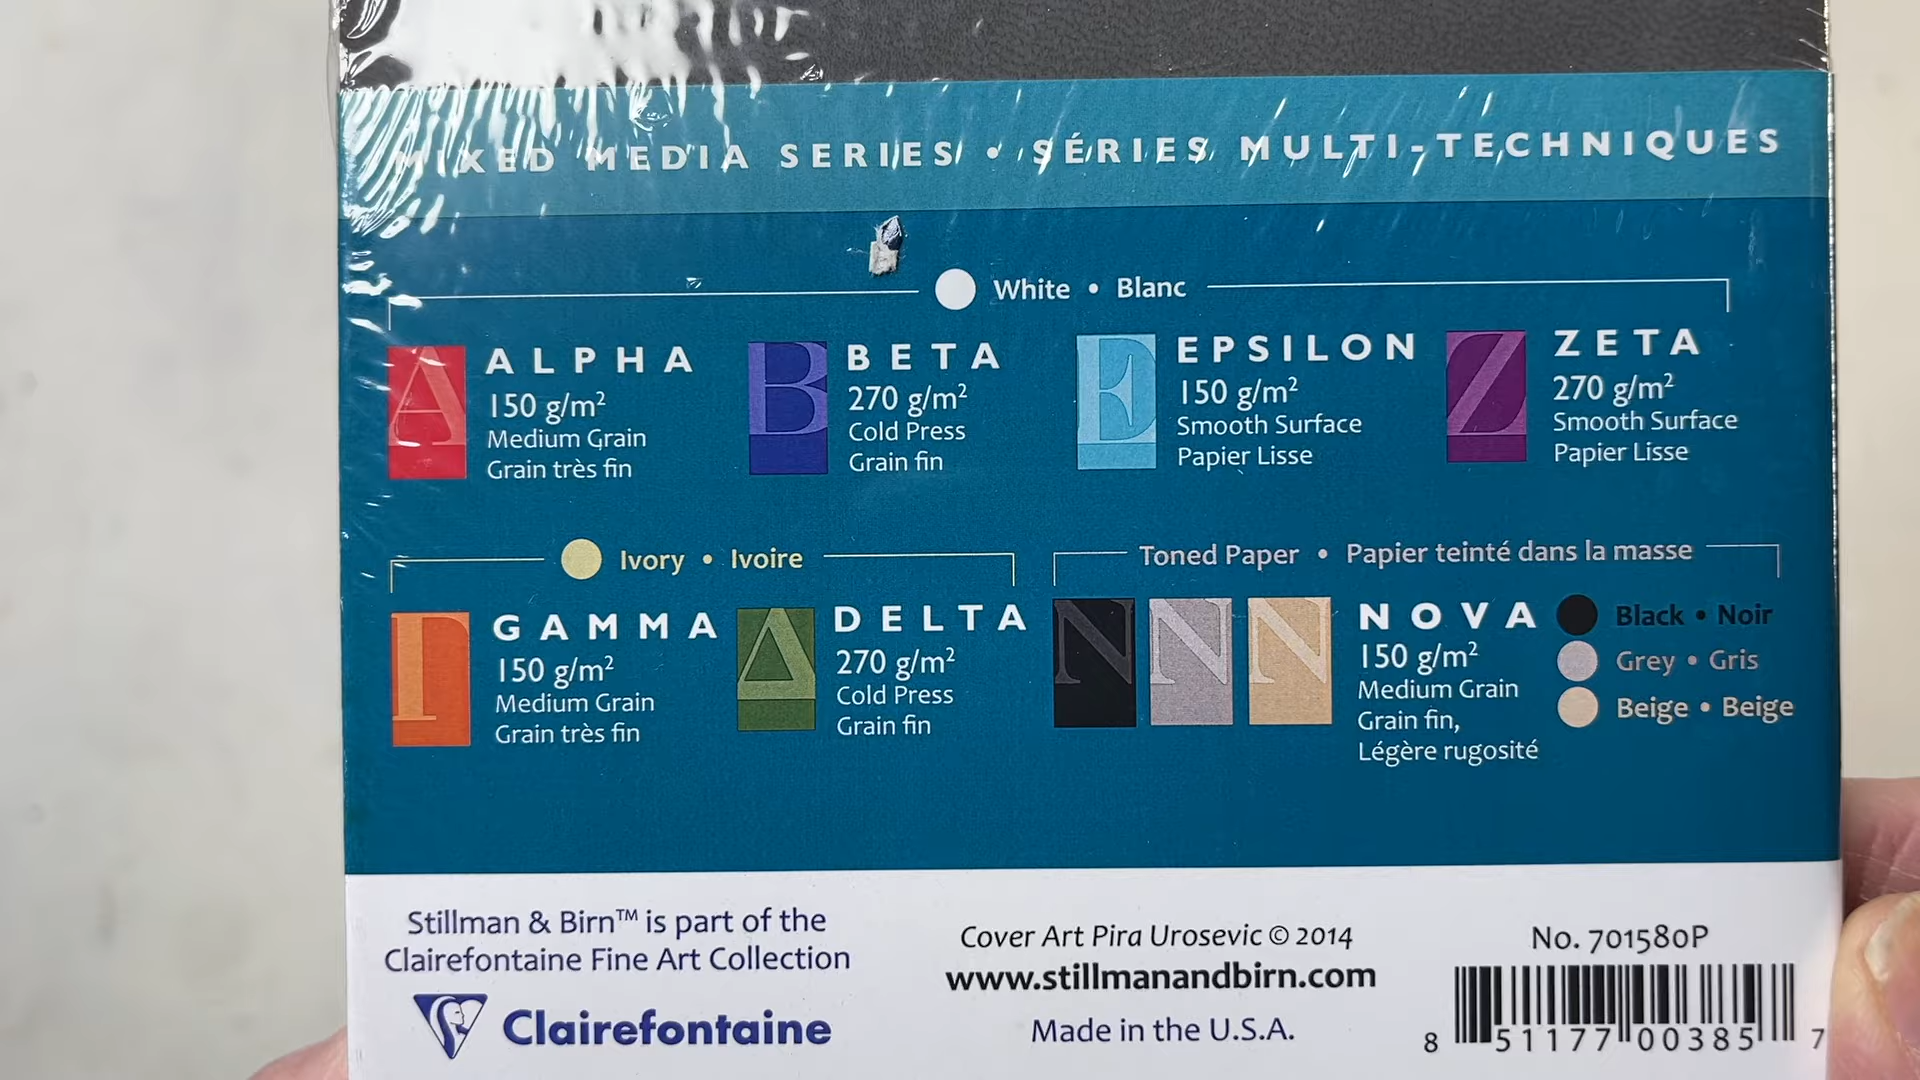 MIXED MEDIA SERIES • SÉRIES MULTI-TECHNIQUES
White • Blanc
A
ALPHA
150 g/m²
Medium Grain
Grain très fin
B
BETA
270 g/m²
Cold Press
Grain fin
E
EPSILON
150 g/m²
Smooth Surface
Papier Lisse
Z
ZETA
270 g/m²
Smooth Surface
Papier Lisse
Ivory • Ivoire
Γ
GAMMA
150 g/m²
Medium Grain
Grain très fin
Δ
DELTA
270 g/m²
Cold Press
Grain fin
Toned Paper • Papier teinté dans la masse
N N N
NOVA
150 g/m²
Medium Grain
Grain fin,
Légère rugosité
Black • Noir
Grey • Gris
Beige • Beige
Stillman & Birn™ is part of the
Clairefontaine Fine Art Collection
Clairefontaine
Cover Art Pira Urosevic © 2014
www.stillmanandbirn.com
Made in the U.S.A.
No. 701580P
8 51177 00385 7